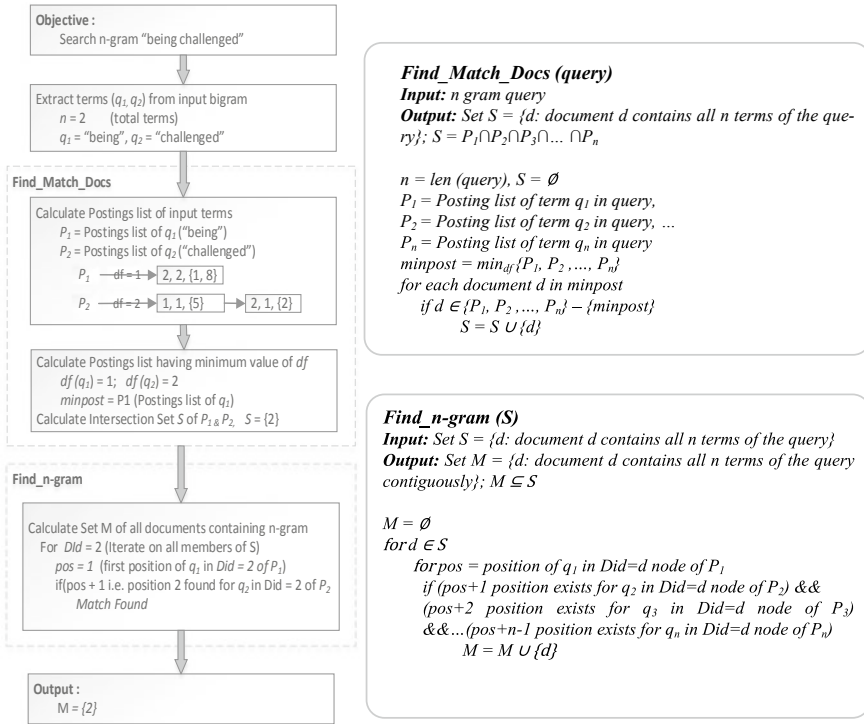 Objective :
Search n-gram "being challenged"
Extract terms (q1, q2) from input bigram
n = 2 (total terms)
q1 = "being", q2 = "challenged"
Find_Match_Docs
Calculate Postings list of input terms
P1 = Postings list of q1 ("being")
P2 = Postings list of q2 ("challenged")
P1 df = 1 2, 2, {1, 8}
P2 df = 2 1, 1, {5} 2, 1, {2}
Calculate Postings list having minimum value of df
df (q1) = 1; df (q2) = 2
minpost = P1 (Postings list of q1)
Calculate Intersection Set S of P1 & P2, S = {2}
Find_n-gram
Calculate Set M of all documents containing n-gram
For DId = 2 (Iterate on all members of S)
pos = 1 (first position of q1 in Did = 2 of P1)
if(pos + 1 i.e. position 2 found for q2 in Did = 2 of P2
Match Found
Output :
M = {2}
Find_Match_Docs (query)
Input: n gram query
Output: Set S = {d: document d contains all n terms of the que-
ry}; S = P1∩P2∩P3∩... ∩Pn
n = len (query), S = ∅
P1 = Posting list of term q1 in query,
P2 = Posting list of term q2 in query, ...
Pn = Posting list of term qn in query
minpost = mindf{P1, P2 ,..., Pn}
for each document d in minpost
if d ∈ {P1, P2 ,..., Pn} – {minpost}
S = S ∪ {d}
Find_n-gram (S)
Input: Set S = {d: document d contains all n terms of the query}
Output: Set M = {d: document d contains all n terms of the query
contiguously}; M ⊆ S
M = ∅
for d ∈ S
for pos = position of q1 in Did=d node of P1
if (pos+1 position exists for q2 in Did=d node of P2) &&
(pos+2 position exists for q3 in Did=d node of P3)
&&...(pos+n-1 position exists for qn in Did=d node of Pn)
M = M ∪ {d}